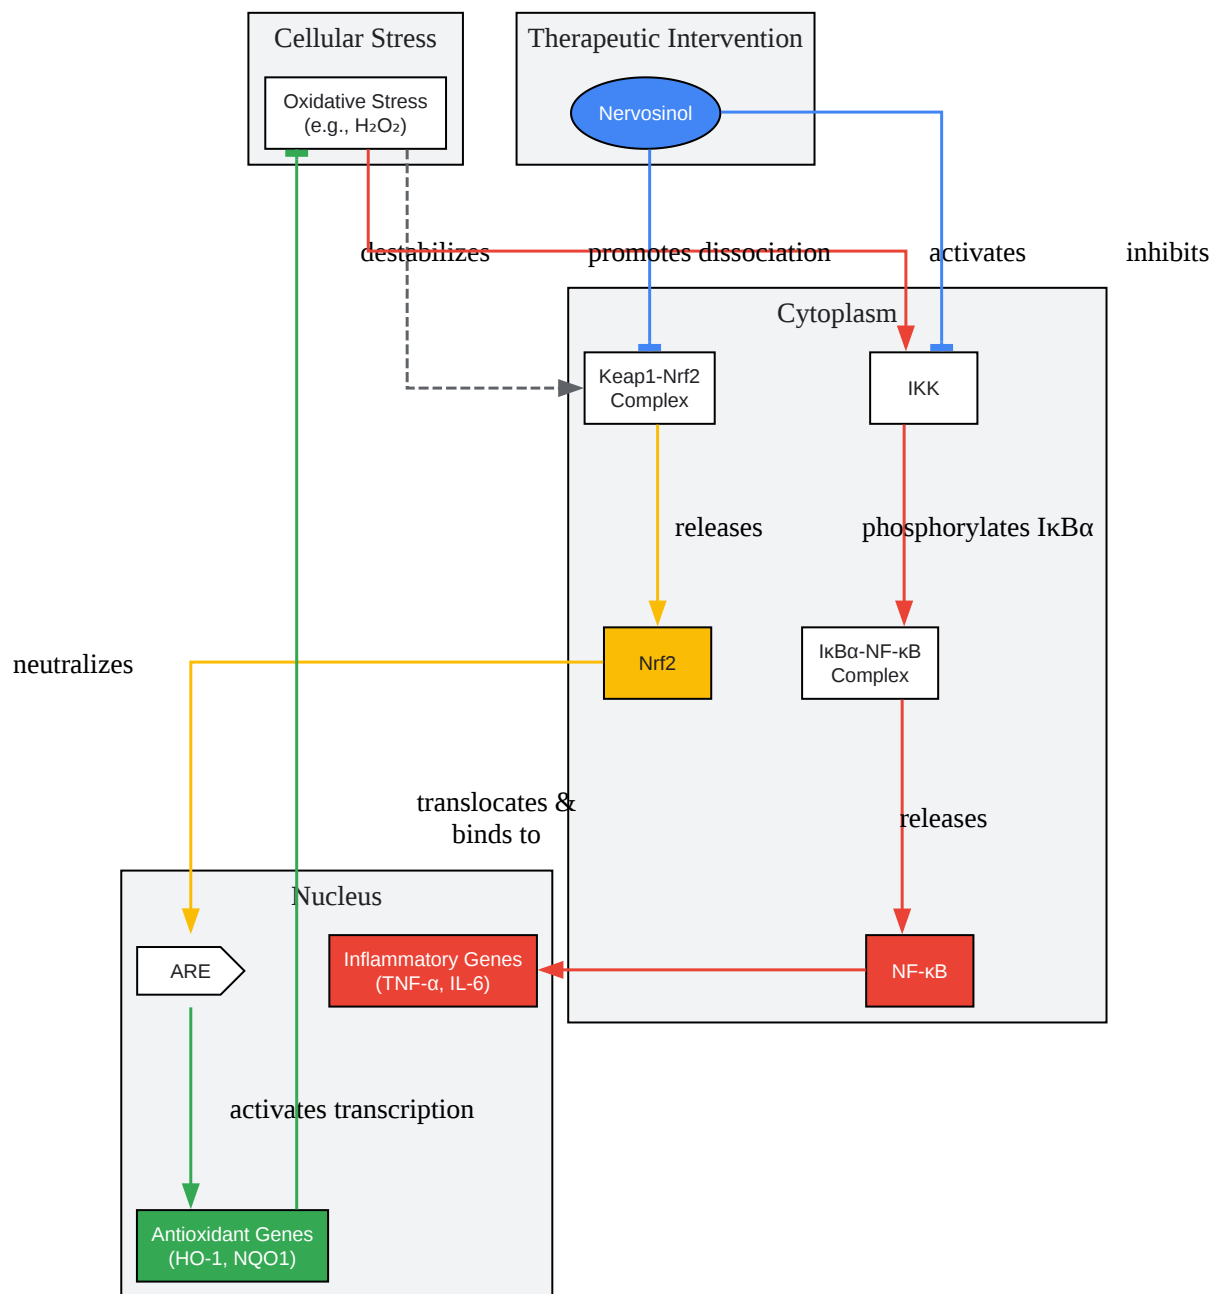 Cellular Stress
Therapeutic Intervention
Oxidative Stress
(e.g., H₂O₂)
Nervosinol
destabilizes
promotes dissociation
activates
inhibits
Cytoplasm
Keap1-Nrf2
Complex
IKK
releases
phosphorylates IκBα
neutralizes
Nrf2
IκBα-NF-κB
Complex
translocates &
binds to
releases
Nucleus
ARE
Inflammatory Genes
(TNF-α, IL-6)
NF-κB
activates transcription
Antioxidant Genes
(HO-1, NQO1)